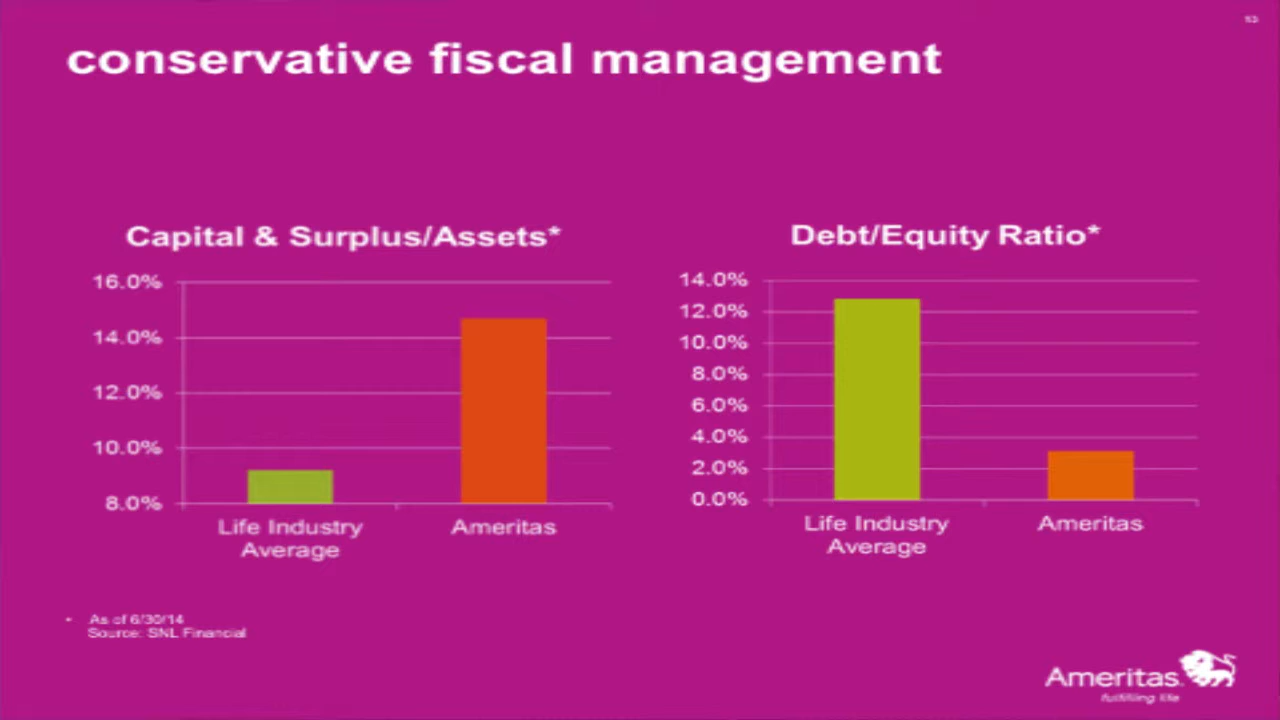 conservative fiscal management
Capital & Surplus/Assets*
16.0%
14.0%
12.0%
10.0%
8.0%
Life Industry
Average
Ameritas
Debt/Equity Ratio*
14.0%
12.0%
10.0%
8.0%
6.0%
4.0%
2.0%
0.0%
Life Industry
Average
Ameritas
* As of 6/30/14
Source: SNL Financial
Ameritas
fulfilling life